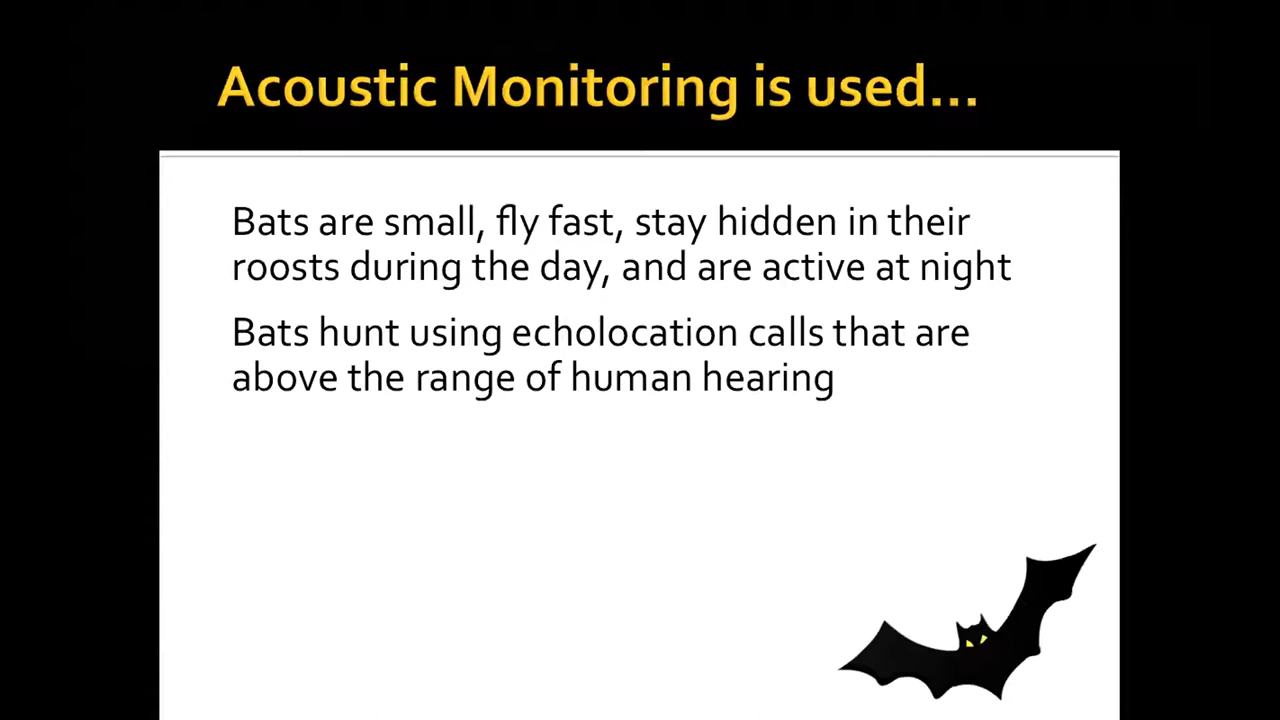 Acoustic Monitoring is used...
Bats are small, fly fast, stay hidden in their
roosts during the day, and are active at night
Bats hunt using echolocation calls that are
above the range of human hearing